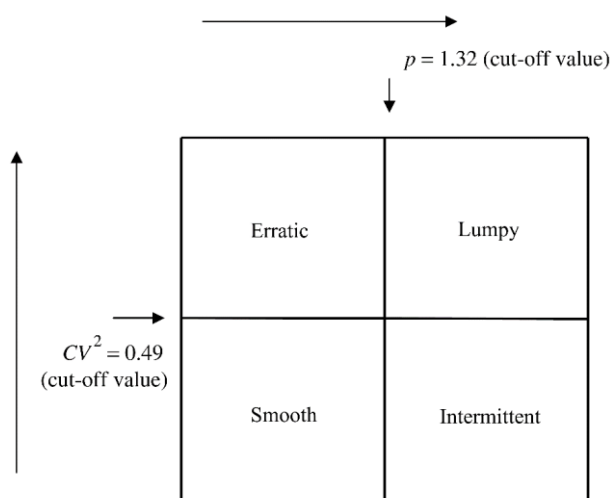 p = 1.32 (cut-off value)
Erratic
Lumpy
CV² = 0.49
(cut-off value)
Smooth
Intermittent